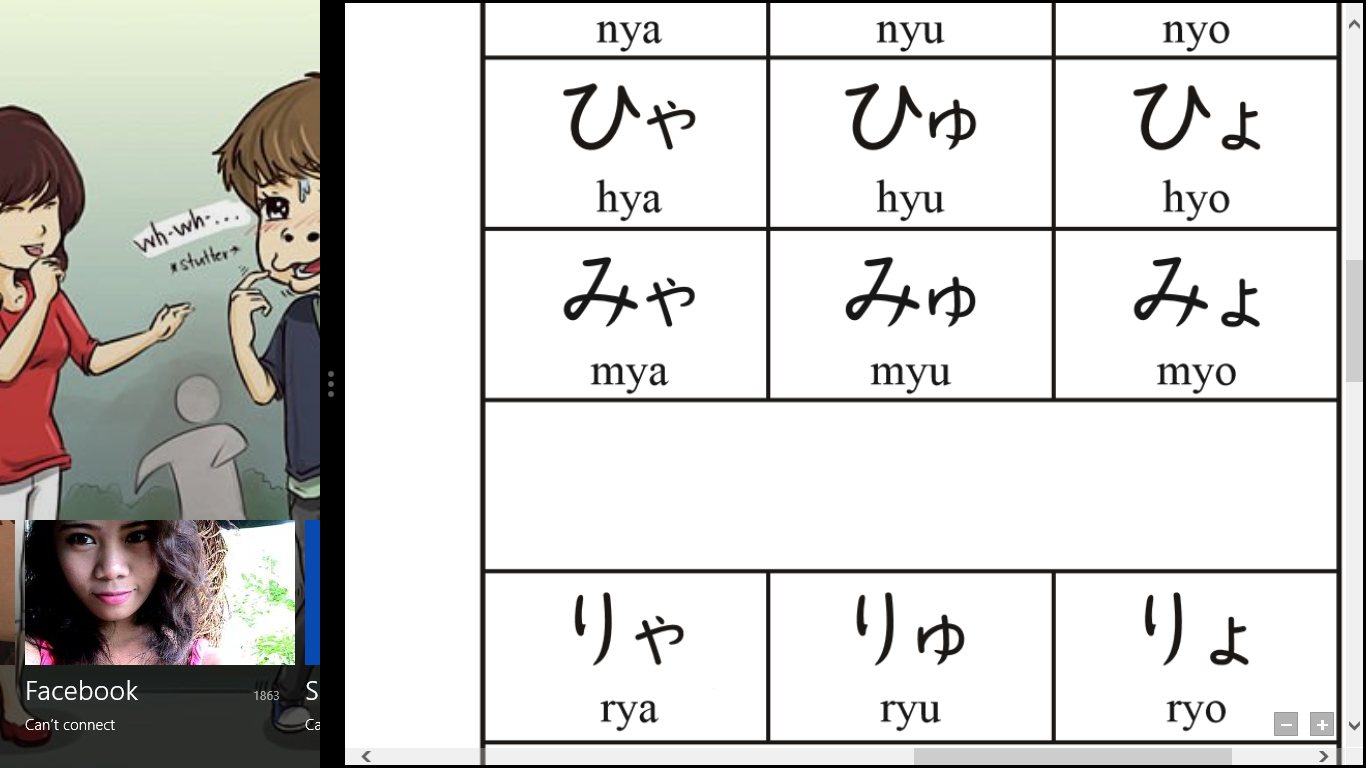 wh-wh-...
*stutter*
Facebook 1863
Can't connect
S
Ca
nya nyu nyo
ひゃ ひゅ ひょ
hya hyu hyo
みゃ みゅ みょ
mya myu myo
りゃ りゅ りょ
rya ryu ryo